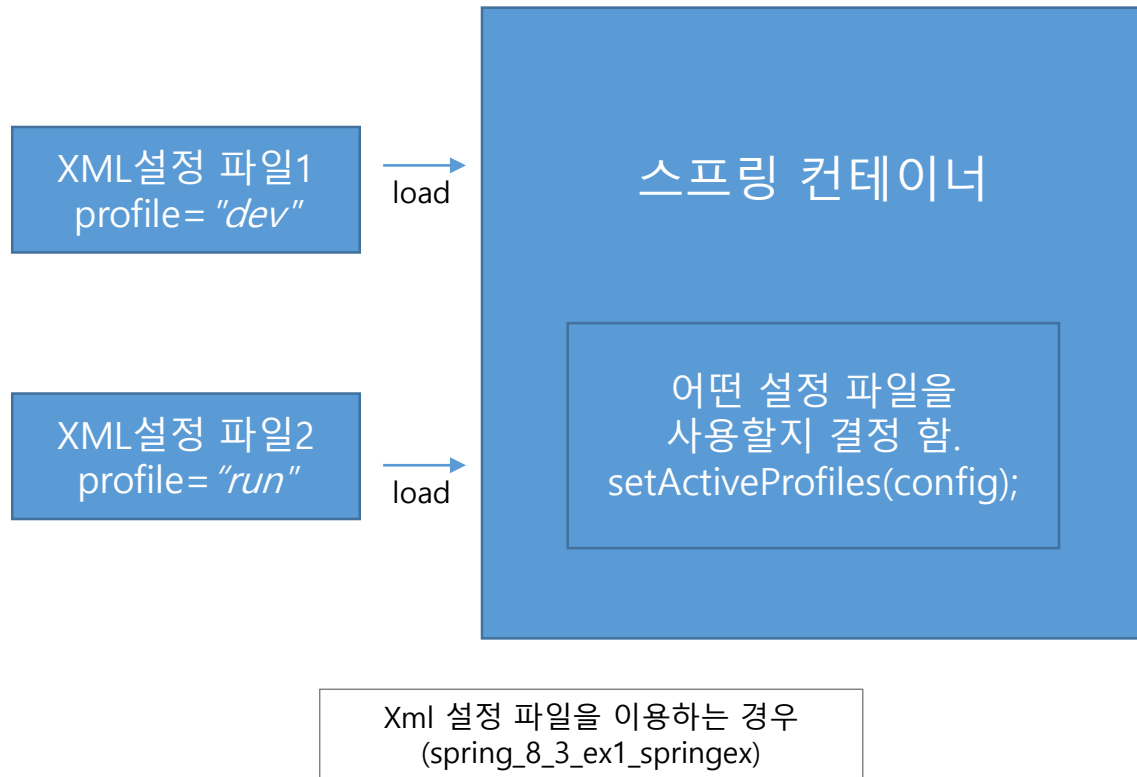 XML설정 파일1
profile="dev"
load
스프링 컨테이너
XML설정 파일2
profile="run"
load
어떤 설정 파일을
사용할지 결정 함.
setActiveProfiles(config);
Xml 설정 파일을 이용하는 경우
(spring_8_3_ex1_springex)